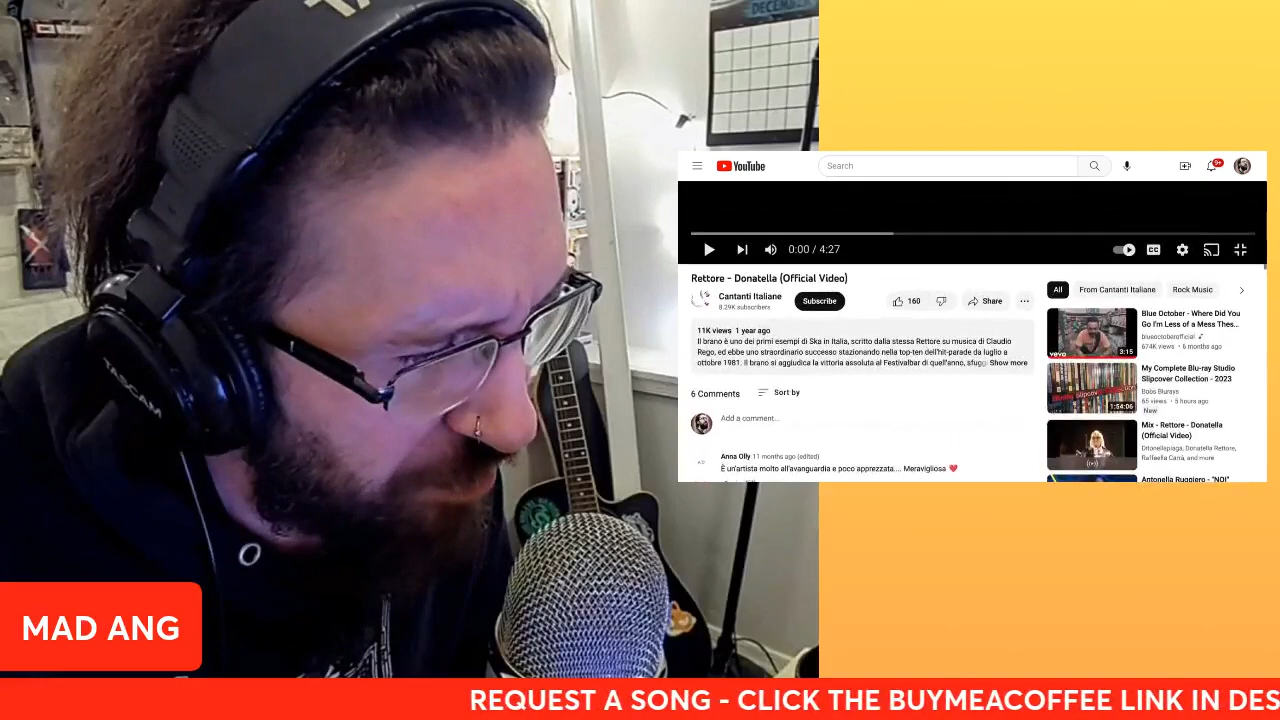 DECEMBER
TASCAM
YouTube
Search
9+
0:00 / 4:27
CC
Rettore - Donatella (Official Video)
Cantanti Italiane
8.29K subscribers
Subscribe
160
Share
11K views 1 year ago
Il brano è uno dei primi esempi di Ska in Italia, scritto dalla stessa Rettore su musica di Claudio
Rego, ed ebbe uno straordinario successo stazionando nella top-ten dell'hit-parade da luglio a
ottobre 1981. Il brano si aggiudica la vittoria assoluta al Festivalbar di quell'anno, sfugg Show more
6 Comments
Sort by
Add a comment...
Anna Olly 11 months ago (edited)
È un'artista molto all'avanguardia e poco apprezzata.... Meravigliosa ❤️
All
From Cantanti Italiane
Rock Music
vevo
3:15
Blue October - Where Did You
Go I'm Less of a Mess Thes...
blueoctoberofficial
674K views • 6 months ago
1:54:06
My Complete Blu-ray Studio
Slipcover Collection - 2023
Bobs Blurays
65 views • 5 hours ago
New
Mix - Rettore - Donatella
(Official Video)
Ditonellapiaga, Donatella Rettore,
Raffaella Carrà, and more
Antonella Ruggiero - "NOI"
MAD ANG
REQUEST A SONG - CLICK THE BUYMEACOFFEE LINK IN DES